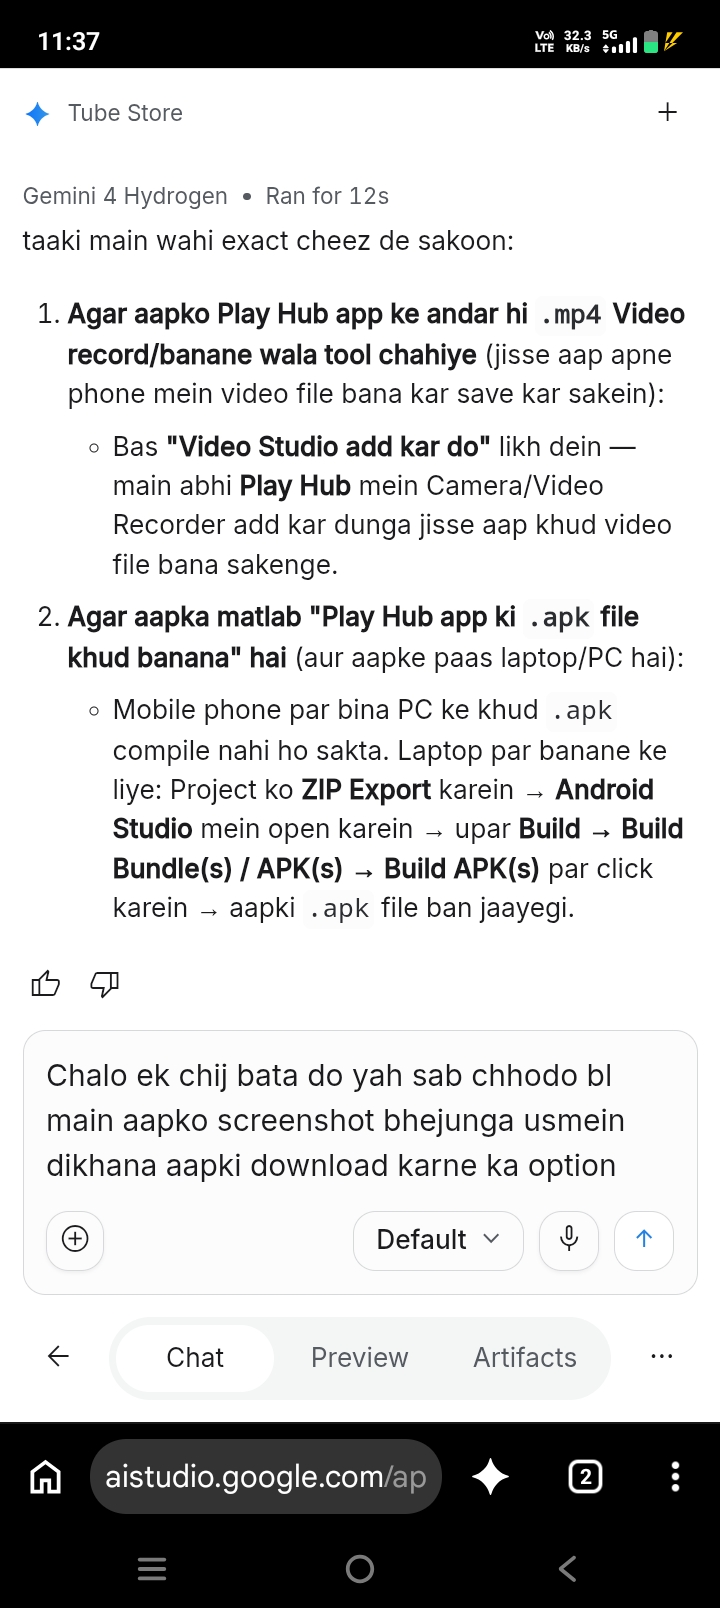 11:37
Vo)) LTE 32.3 KB/s 5G
Tube Store
Gemini 4 Hydrogen • Ran for 12s
taaki main wahi exact cheez de sakoon:
1. Agar aapko Play Hub app ke andar hi .mp4 Video
record/banane wala tool chahiye (jisse aap apne
phone mein video file bana kar save kar sakein):
◦ Bas "Video Studio add kar do" likh dein —
main abhi Play Hub mein Camera/Video
Recorder add kar dunga jisse aap khud video
file bana sakenge.
2. Agar aapka matlab "Play Hub app ki .apk file
khud banana" hai (aur aapke paas laptop/PC hai):
◦ Mobile phone par bina PC ke khud .apk
compile nahi ho sakta. Laptop par banane ke
liye: Project ko ZIP Export karein → Android
Studio mein open karein → upar Build → Build
Bundle(s) / APK(s) → Build APK(s) par click
karein → aapki .apk file ban jaayegi.
Chalo ek chij bata do yah sab chhodo bl
main aapko screenshot bhejunga usmein
dikhana aapki download karne ka option
Default
Chat Preview Artifacts
aistudio.google.com/ap
2